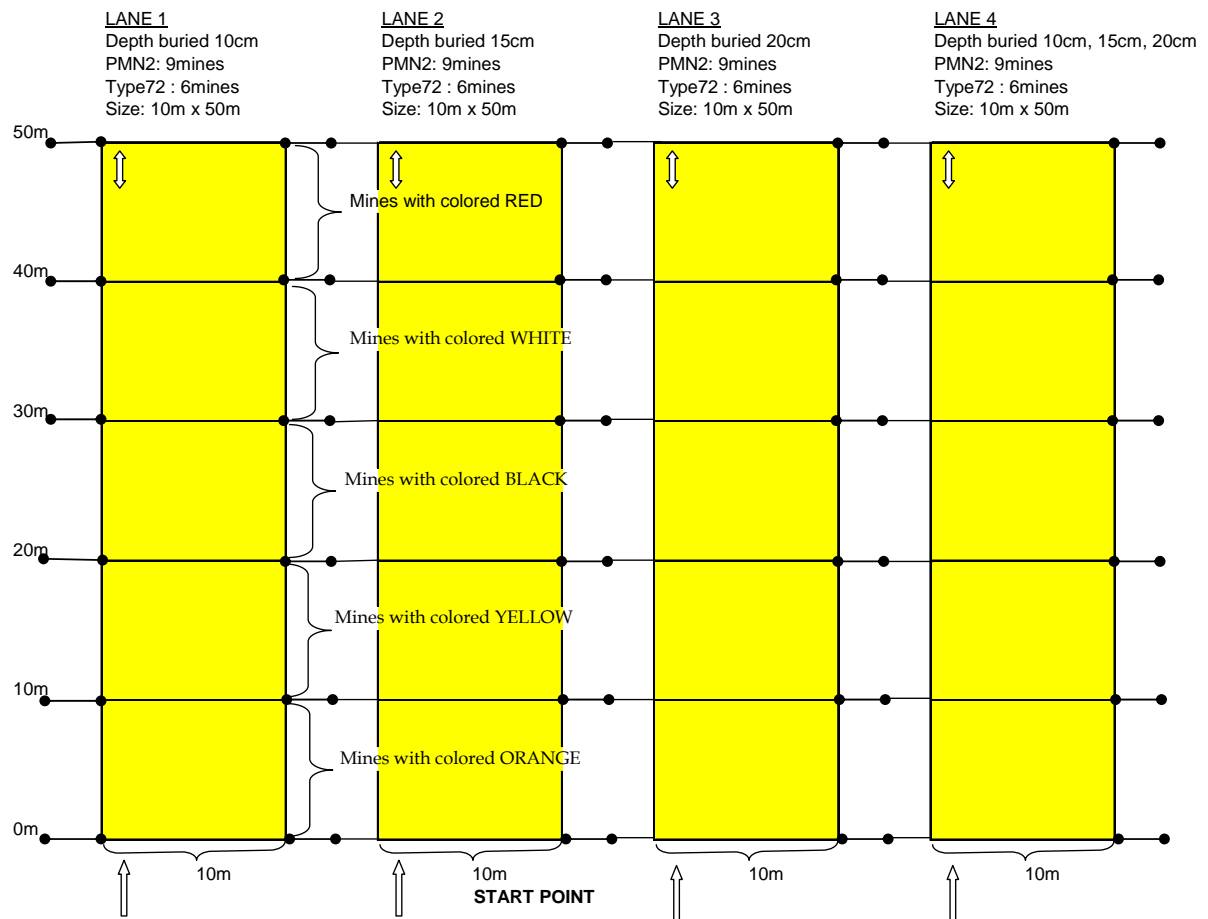 LANE 1
Depth buried 10cm
PMN2: 9mines
Type72 : 6mines
Size: 10m x 50m
LANE 2
Depth buried 15cm
PMN2: 9mines
Type72 : 6mines
Size: 10m x 50m
LANE 3
Depth buried 20cm
PMN2: 9mines
Type72 : 6mines
Size: 10m x 50m
LANE 4
Depth buried 10cm, 15cm, 20cm
PMN2: 9mines
Type72 : 6mines
Size: 10m x 50m
50m
Mines with colored RED
40m
Mines with colored WHITE
30m
Mines with colored BLACK
20m
Mines with colored YELLOW
10m
Mines with colored ORANGE
0m
10m
10m
10m
10m
START POINT